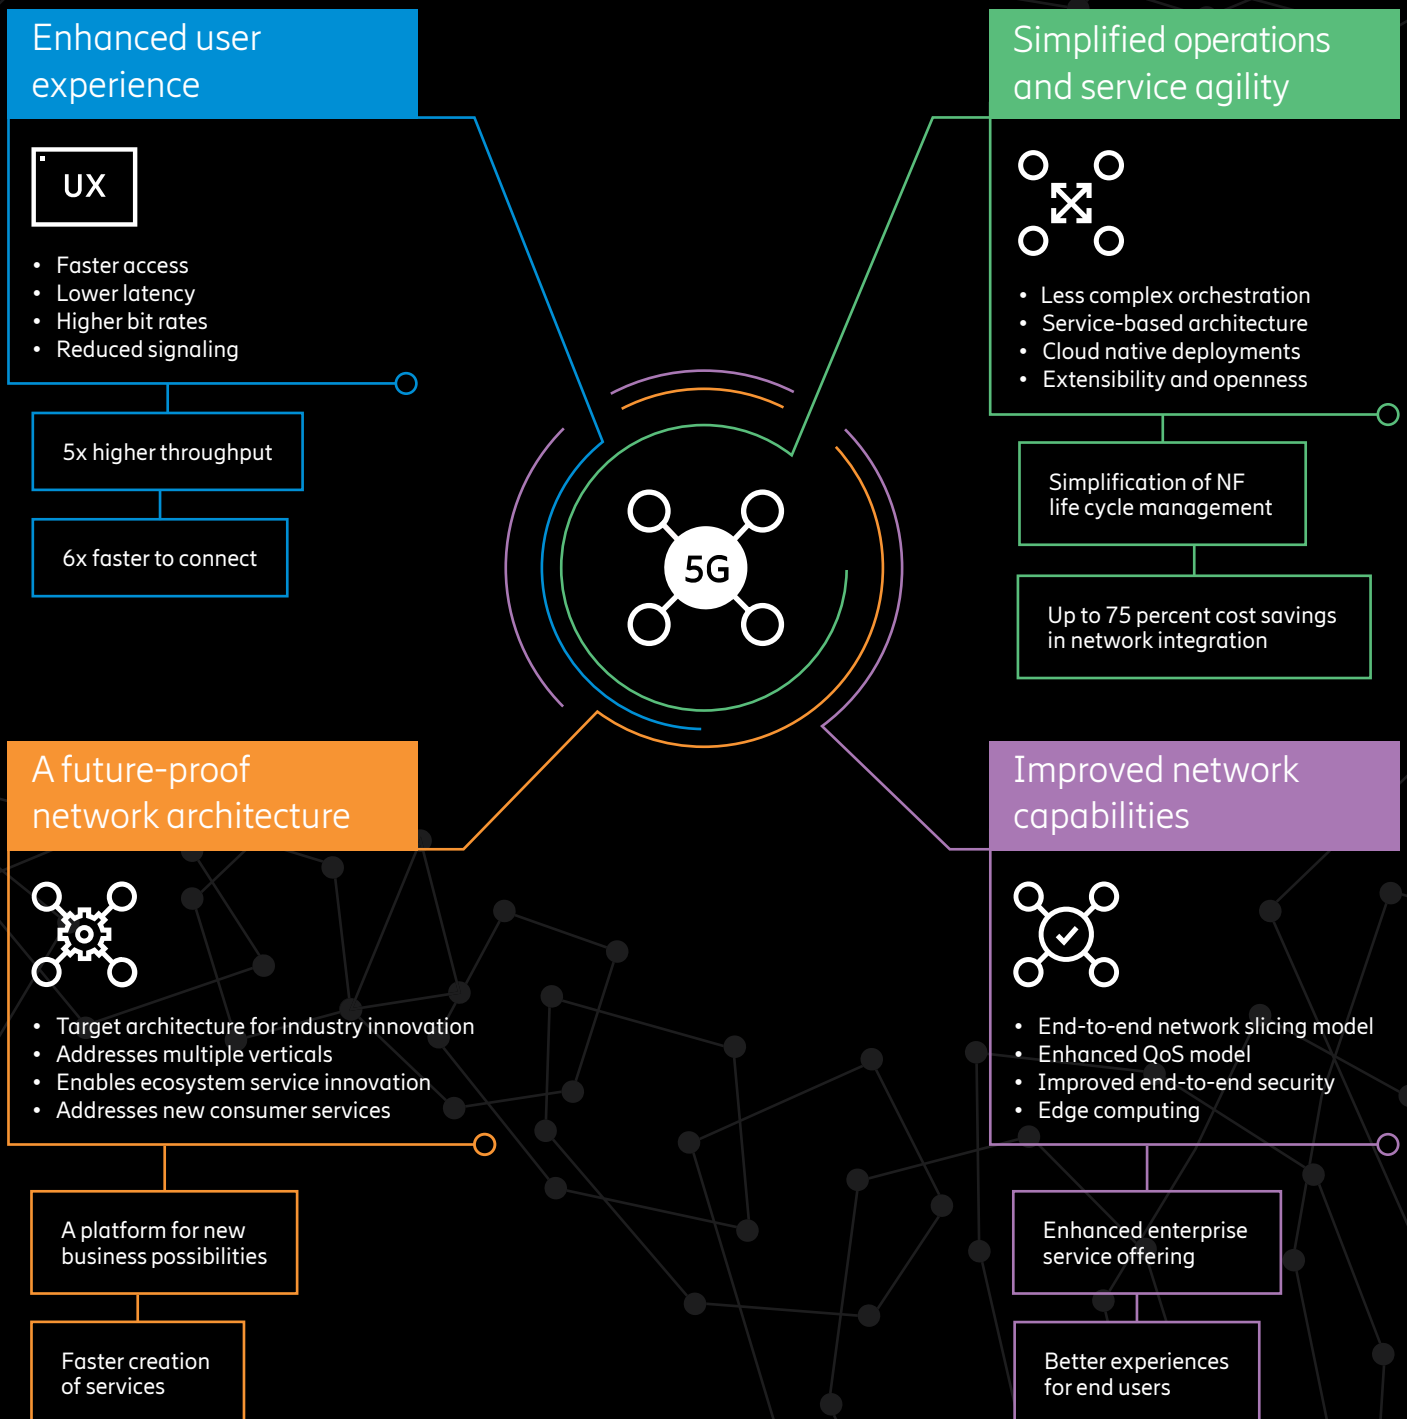 Enhanced user
experience
UX
• Faster access
• Lower latency
• Higher bit rates
• Reduced signaling
5x higher throughput
6x faster to connect
Simplified operations
and service agility
• Less complex orchestration
• Service-based architecture
• Cloud native deployments
• Extensibility and openness
Simplification of NF
life cycle management
Up to 75 percent cost savings
in network integration
5G
A future-proof
network architecture
• Target architecture for industry innovation
• Addresses multiple verticals
• Enables ecosystem service innovation
• Addresses new consumer services
A platform for new
business possibilities
Faster creation
of services
Improved network
capabilities
• End-to-end network slicing model
• Enhanced QoS model
• Improved end-to-end security
• Edge computing
Enhanced enterprise
service offering
Better experiences
for end users